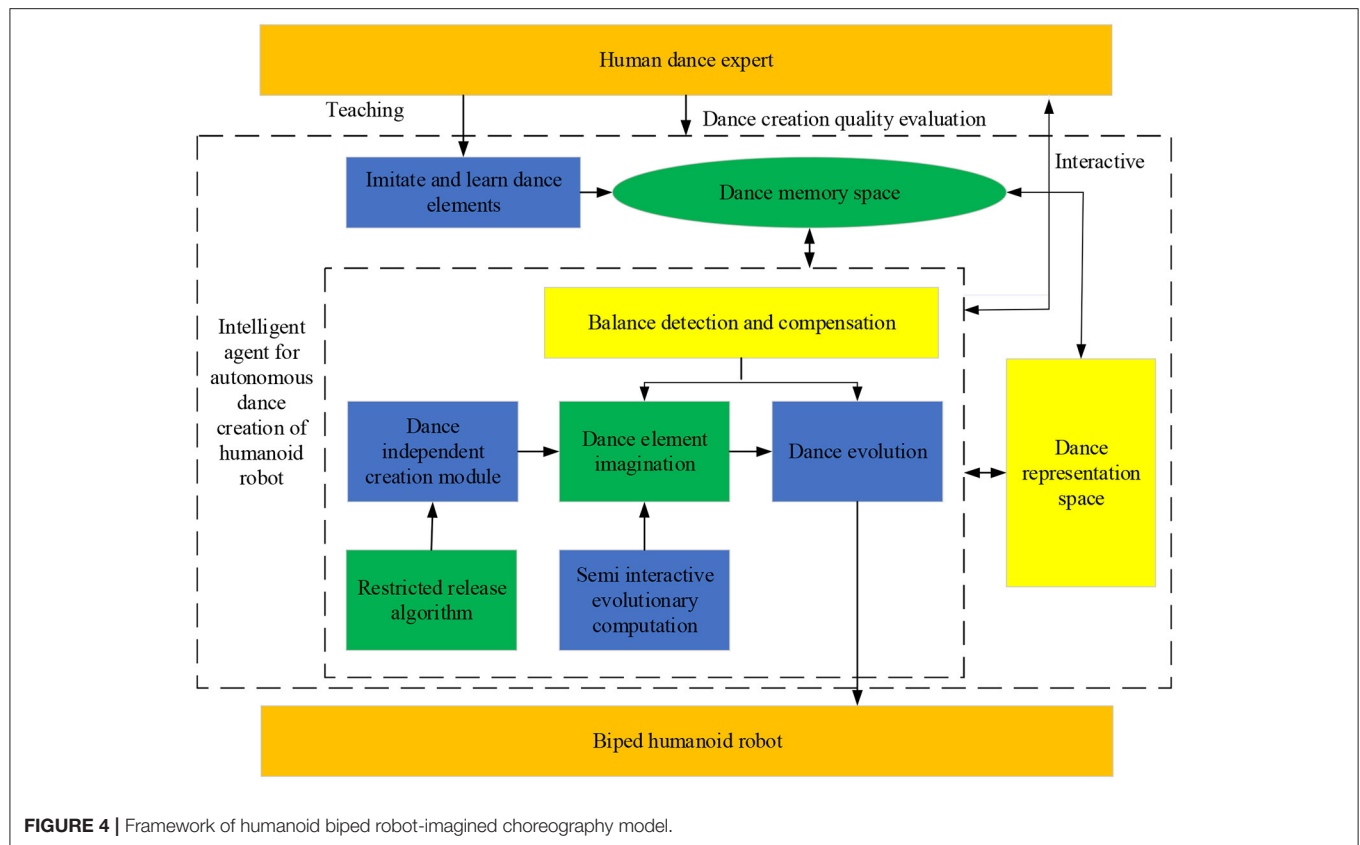 Human dance expert
Teaching
Dance creation quality evaluation
Interactive
Imitate and learn dance
elements
Dance memory space
Balance detection and compensation
Intelligent
agent for
autonomous
dance
creation of
humanoid
robot
Dance
independent
creation module
Dance element
imagination
Dance evolution
Dance
representation
space
Restricted release
algorithm
Semi interactive
evolutionary
computation
Biped humanoid robot
FIGURE 4 | Framework of humanoid biped robot-imagined choreography model.